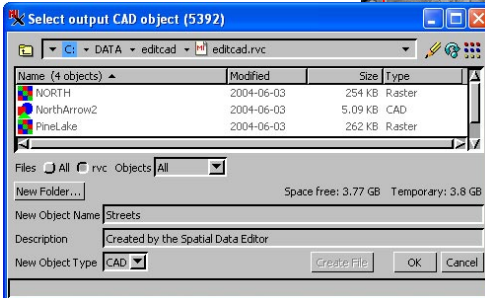 Select output CAD object (5392)
C: DATA editcad editcad.rvc
Name (4 objects) Modified Size Type
NORTH 2004-06-03 254 KB Raster
NorthArrow2 2004-06-03 5.09 KB CAD
PineLake 2004-06-03 262 KB Raster
Files All rvc Objects All
New Folder... Space free: 3.77 GB Temporary: 3.8 GB
New Object Name Streets
Description Created by the Spatial Data Editor
New Object Type CAD Create File OK Cancel